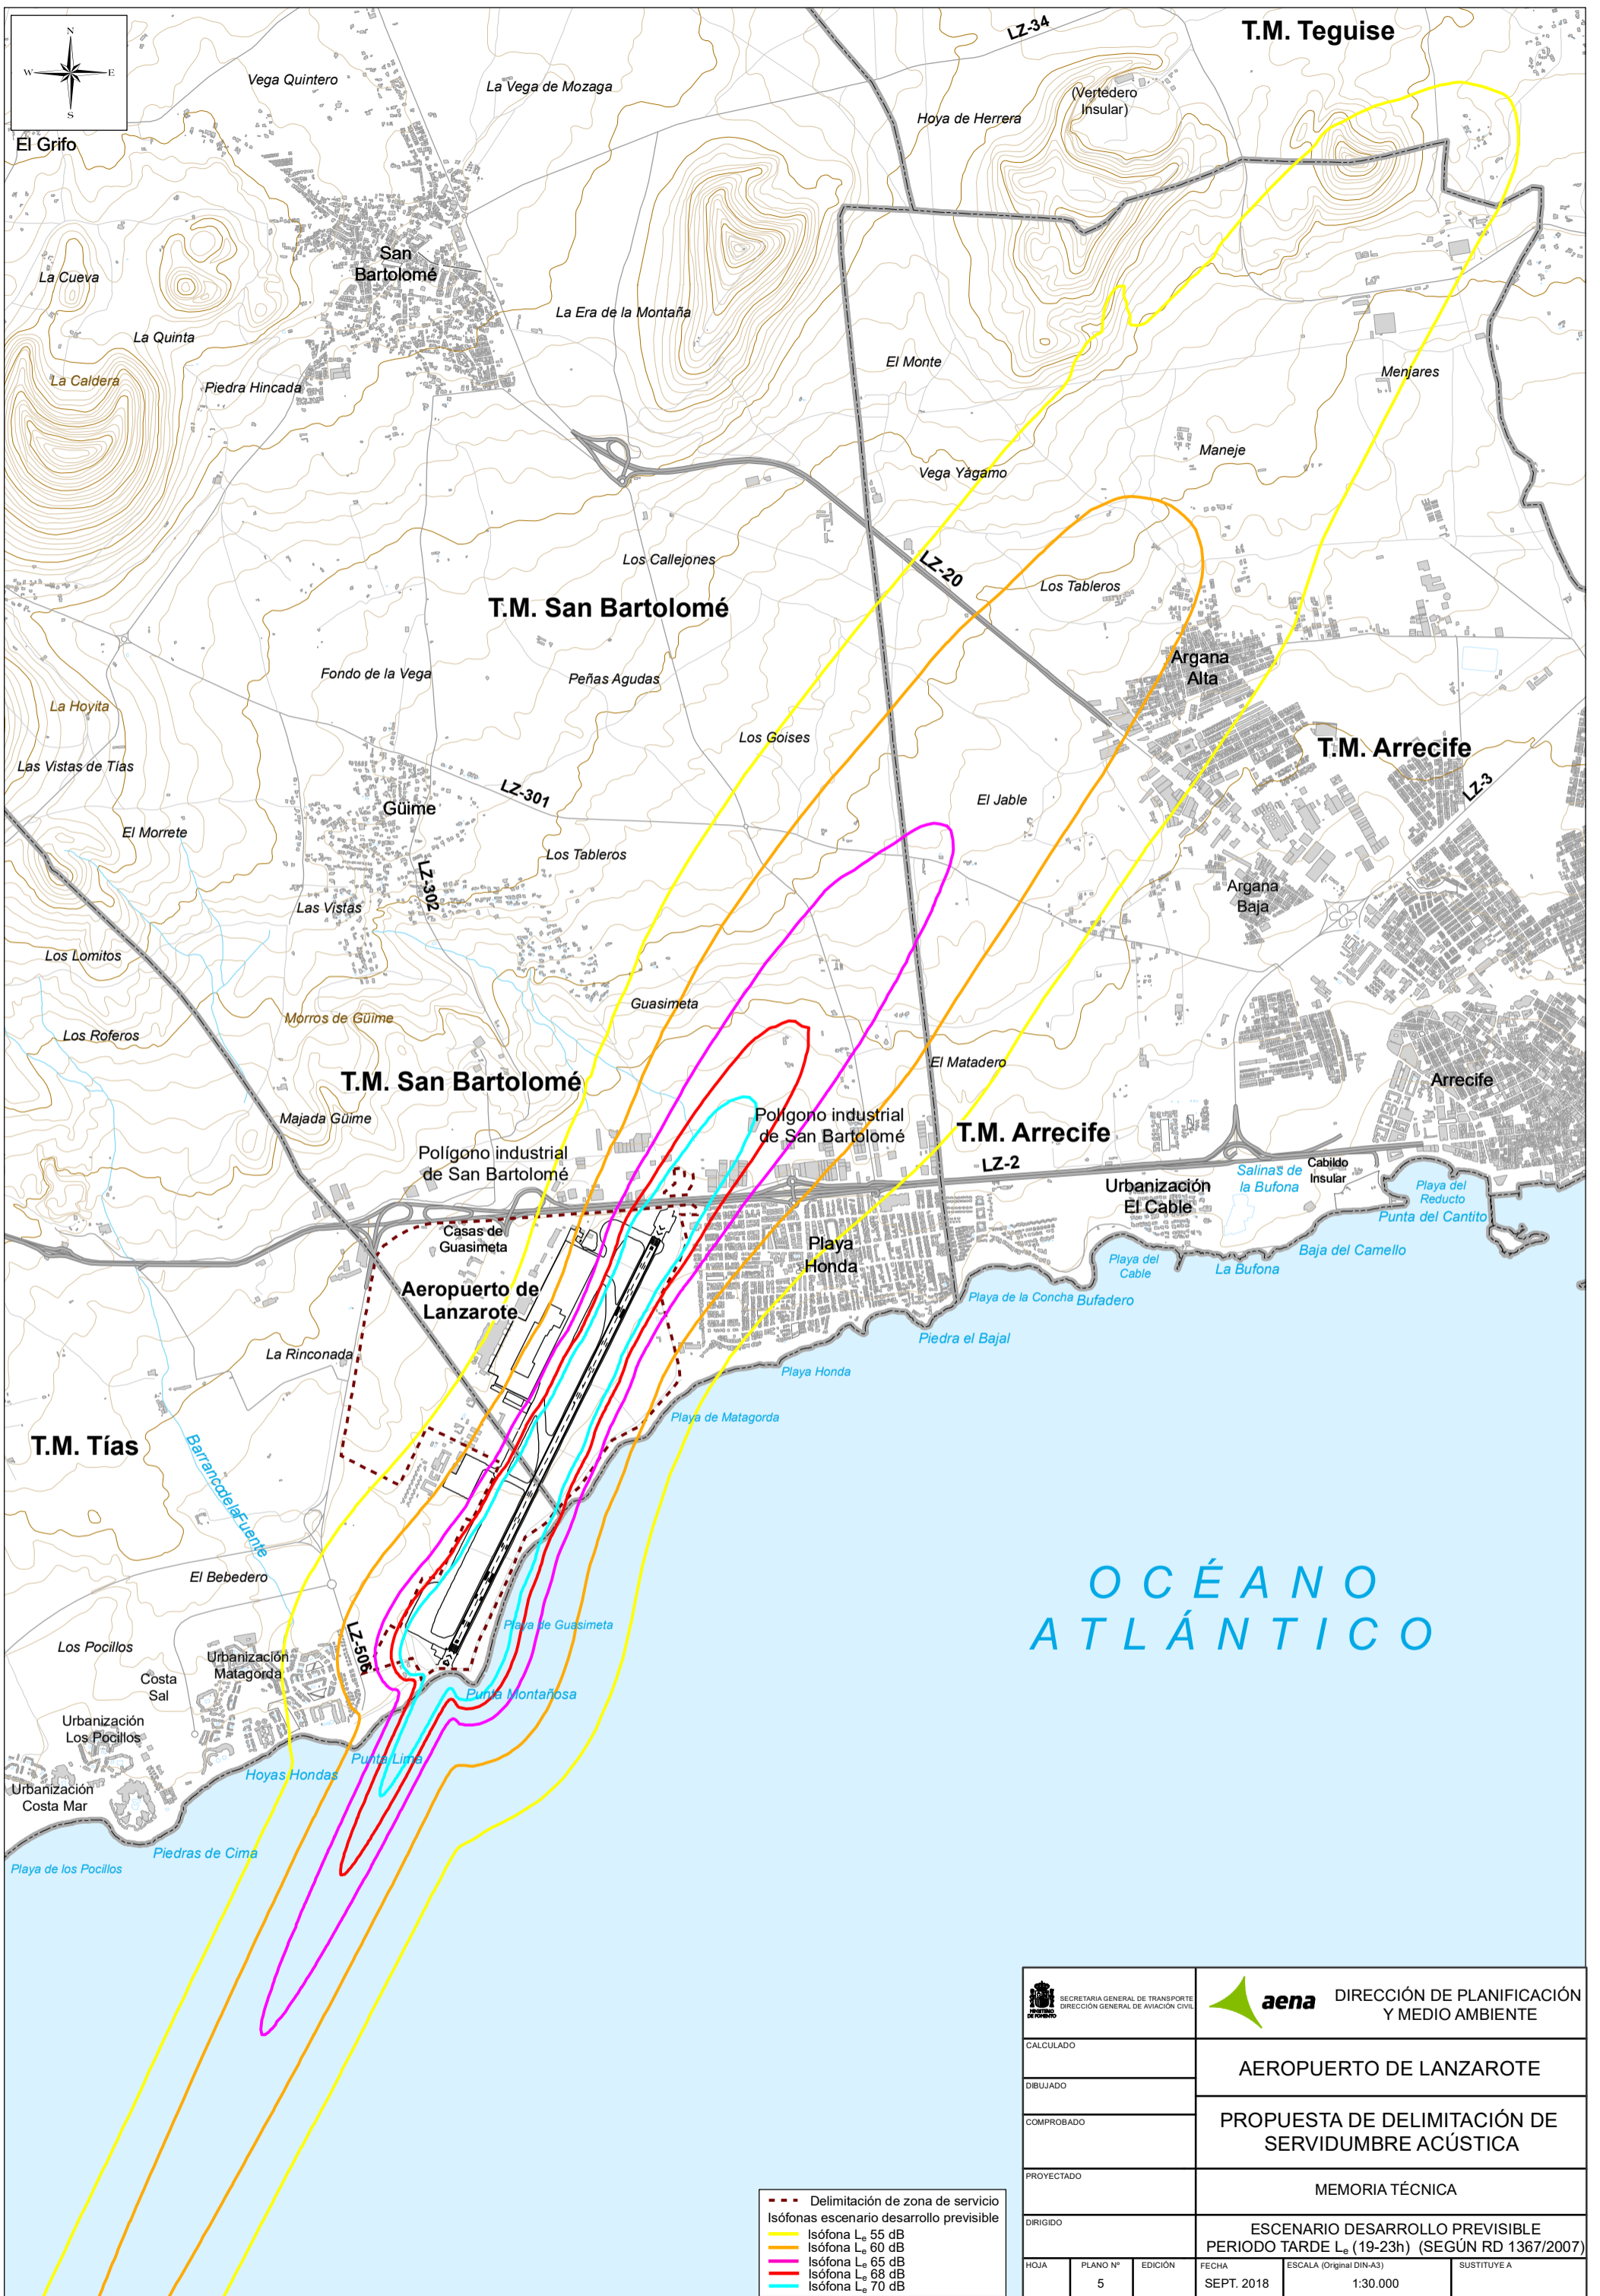 N
W
E
S
T.M. Teguise
LZ-34
Vega Quintero
La Vega de Mozaga
(Vertedero
Insular)
Hoya de Herrera
El Grifo
San
Bartolomé
La Cueva
La Era de la Montaña
La Quinta
El Monte
La Caldera
Piedra Hincada
Menjares
Maneje
Vega Yágamo
Los Callejones
LZ-20
Los Tableros
T.M. San Bartolomé
Argana
Alta
Fondo de la Vega
Peñas Agudas
La Hoyita
Los Goises
T.M. Arrecife
Las Vistas de Tías
LZ-3
LZ-301
Güime
El Jable
El Morrete
Los Tableros
LZ-302
Argana
Baja
Las Vistas
Los Lomitos
Guasimeta
Morros de Güime
Los Roferos
El Matadero
T.M. San Bartolomé
Arrecife
Majada Güime
Polígono industrial
de San Bartolomé
T.M. Arrecife
Polígono industrial
de San Bartolomé
LZ-2
Salinas de
la Bufona
Cabildo
Insular
Urbanización
El Cable
Playa del
Reducto
Punta del Cantito
Casas de
Guasimeta
Playa
Honda
Baja del Camello
Playa del
Cable
La Bufona
Aeropuerto de
Lanzarote
Playa de la Concha
Bufadero
Piedra el Bajal
La Rinconada
Playa Honda
Playa de Matagorda
T.M. Tías
Barranco de la Fuente
El Bebedero
OCÉANO
ATLÁNTICO
Playa de Guasimeta
LZ-506
Los Pocillos
Urbanización
Matagorda
Costa
Sal
Punta Montañosa
Urbanización
Los Pocillos
Punta Lima
Hoyas Hondas
Urbanización
Costa Mar
Piedras de Cima
Playa de los Pocillos
MINISTERIO
DE FOMENTO
SECRETARIA GENERAL DE TRANSPORTE
DIRECCIÓN GENERAL DE AVIACIÓN CIVIL
aena
DIRECCIÓN DE PLANIFICACIÓN
Y MEDIO AMBIENTE
CALCULADO
AEROPUERTO DE LANZAROTE
DIBUJADO
COMPROBADO
PROPUESTA DE DELIMITACIÓN DE
SERVIDUMBRE ACÚSTICA
PROYECTADO
MEMORIA TÉCNICA
DIRIGIDO
ESCENARIO DESARROLLO PREVISIBLE
PERIODO TARDE Le (19-23h) (SEGÚN RD 1367/2007)
HOJA
PLANO Nº
5
EDICIÓN
FECHA
SEPT. 2018
ESCALA (Original DIN-A3)
1:30.000
SUSTITUYE A
Delimitación de zona de servicio
Isófonas escenario desarrollo previsible
Isófona Le 55 dB
Isófona Le 60 dB
Isófona Le 65 dB
Isófona Le 68 dB
Isófona Le 70 dB